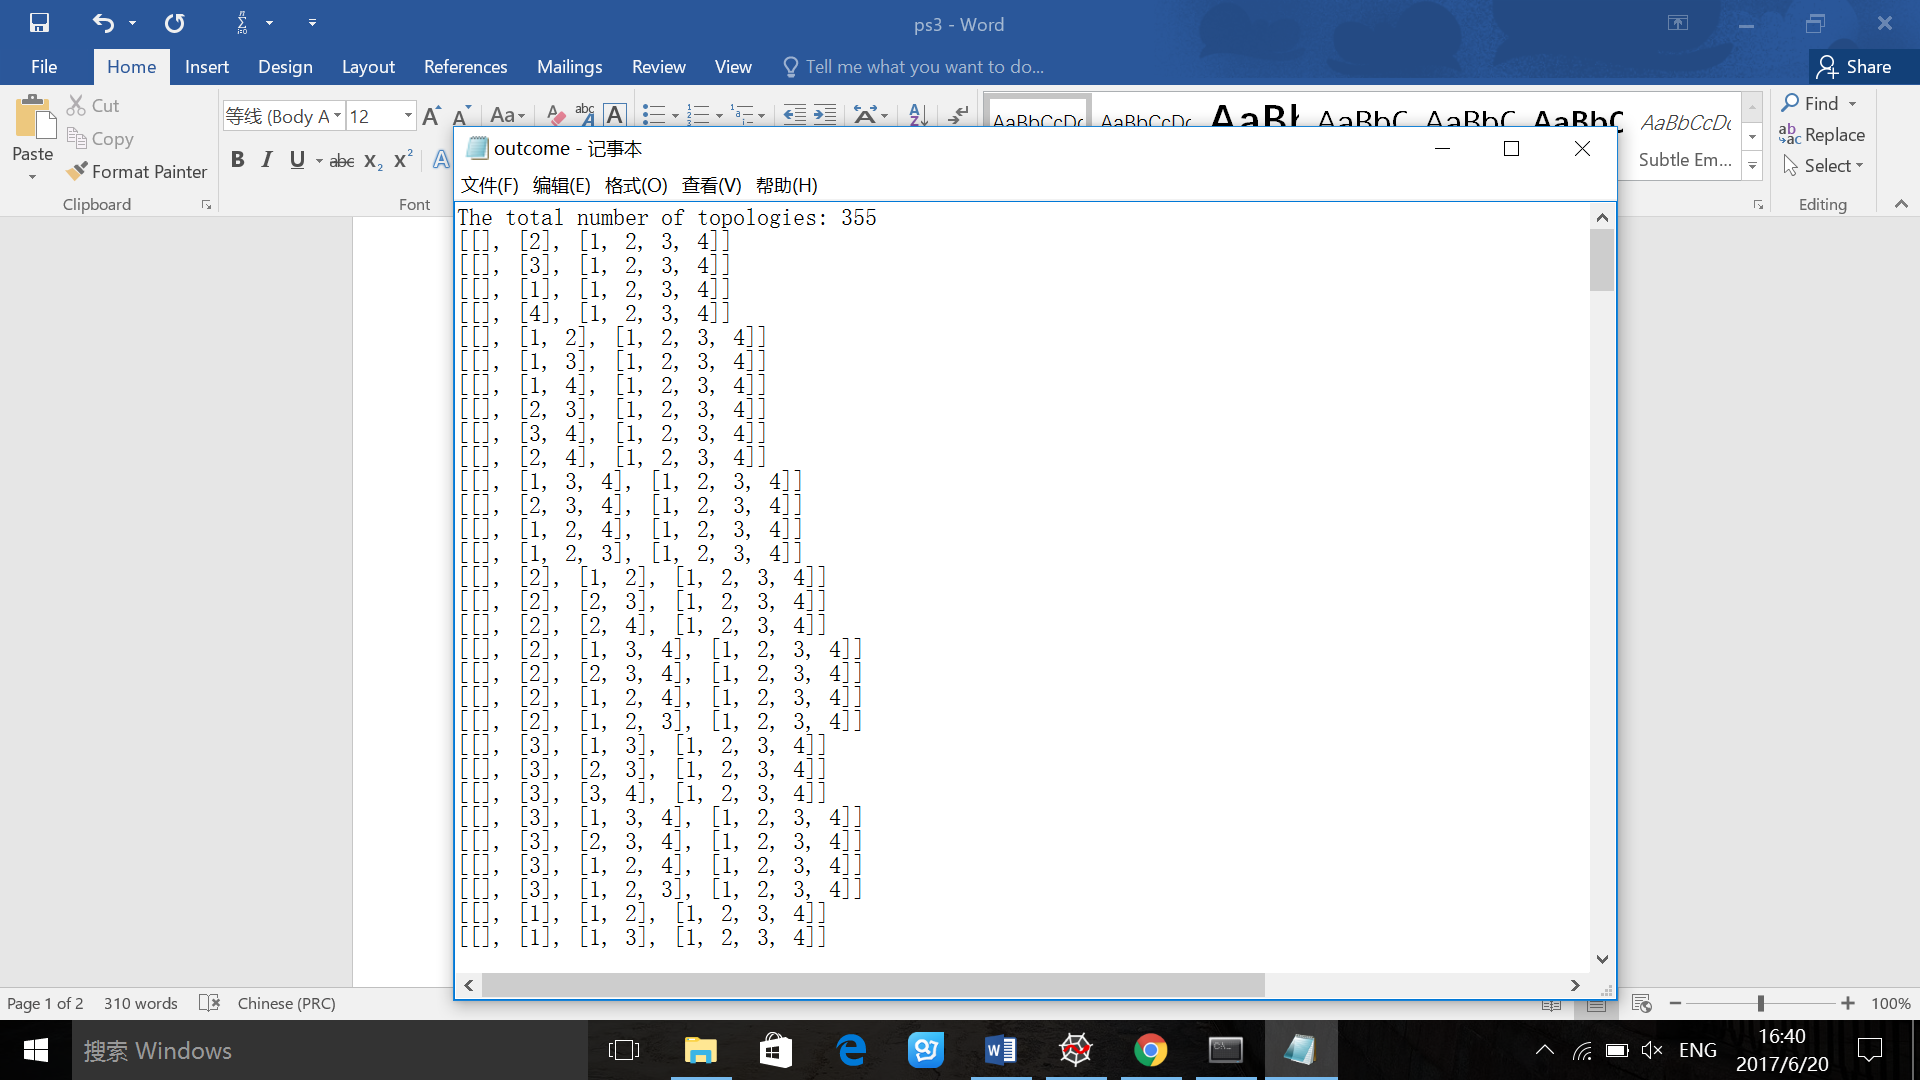 ps3 - Word
File Home Insert Design Layout References Mailings Review View Tell me what you want to do... Share
Paste
Cut
Copy
Format Painter
Clipboard
等线 (Body A 12
Font
AaBbCcDc
Subtle Em...
Find
Replace
Select
Editing
outcome - 记事本
文件(F) 编辑(E) 格式(O) 查看(V) 帮助(H)
The total number of topologies: 355
[[], [2], [1, 2, 3, 4]]
[[], [3], [1, 2, 3, 4]]
[[], [1], [1, 2, 3, 4]]
[[], [4], [1, 2, 3, 4]]
[[], [1, 2], [1, 2, 3, 4]]
[[], [1, 3], [1, 2, 3, 4]]
[[], [1, 4], [1, 2, 3, 4]]
[[], [2, 3], [1, 2, 3, 4]]
[[], [3, 4], [1, 2, 3, 4]]
[[], [2, 4], [1, 2, 3, 4]]
[[], [1, 3, 4], [1, 2, 3, 4]]
[[], [2, 3, 4], [1, 2, 3, 4]]
[[], [1, 2, 4], [1, 2, 3, 4]]
[[], [1, 2, 3], [1, 2, 3, 4]]
[[], [2], [1, 2], [1, 2, 3, 4]]
[[], [2], [2, 3], [1, 2, 3, 4]]
[[], [2], [2, 4], [1, 2, 3, 4]]
[[], [2], [1, 3, 4], [1, 2, 3, 4]]
[[], [2], [2, 3, 4], [1, 2, 3, 4]]
[[], [2], [1, 2, 4], [1, 2, 3, 4]]
[[], [2], [1, 2, 3], [1, 2, 3, 4]]
[[], [3], [1, 3], [1, 2, 3, 4]]
[[], [3], [2, 3], [1, 2, 3, 4]]
[[], [3], [3, 4], [1, 2, 3, 4]]
[[], [3], [1, 3, 4], [1, 2, 3, 4]]
[[], [3], [2, 3, 4], [1, 2, 3, 4]]
[[], [3], [1, 2, 4], [1, 2, 3, 4]]
[[], [3], [1, 2, 3], [1, 2, 3, 4]]
[[], [1], [1, 2], [1, 2, 3, 4]]
[[], [1], [1, 3], [1, 2, 3, 4]]
Page 1 of 2 310 words Chinese (PRC) 100%
搜索 Windows
ENG
16:40
2017/6/20